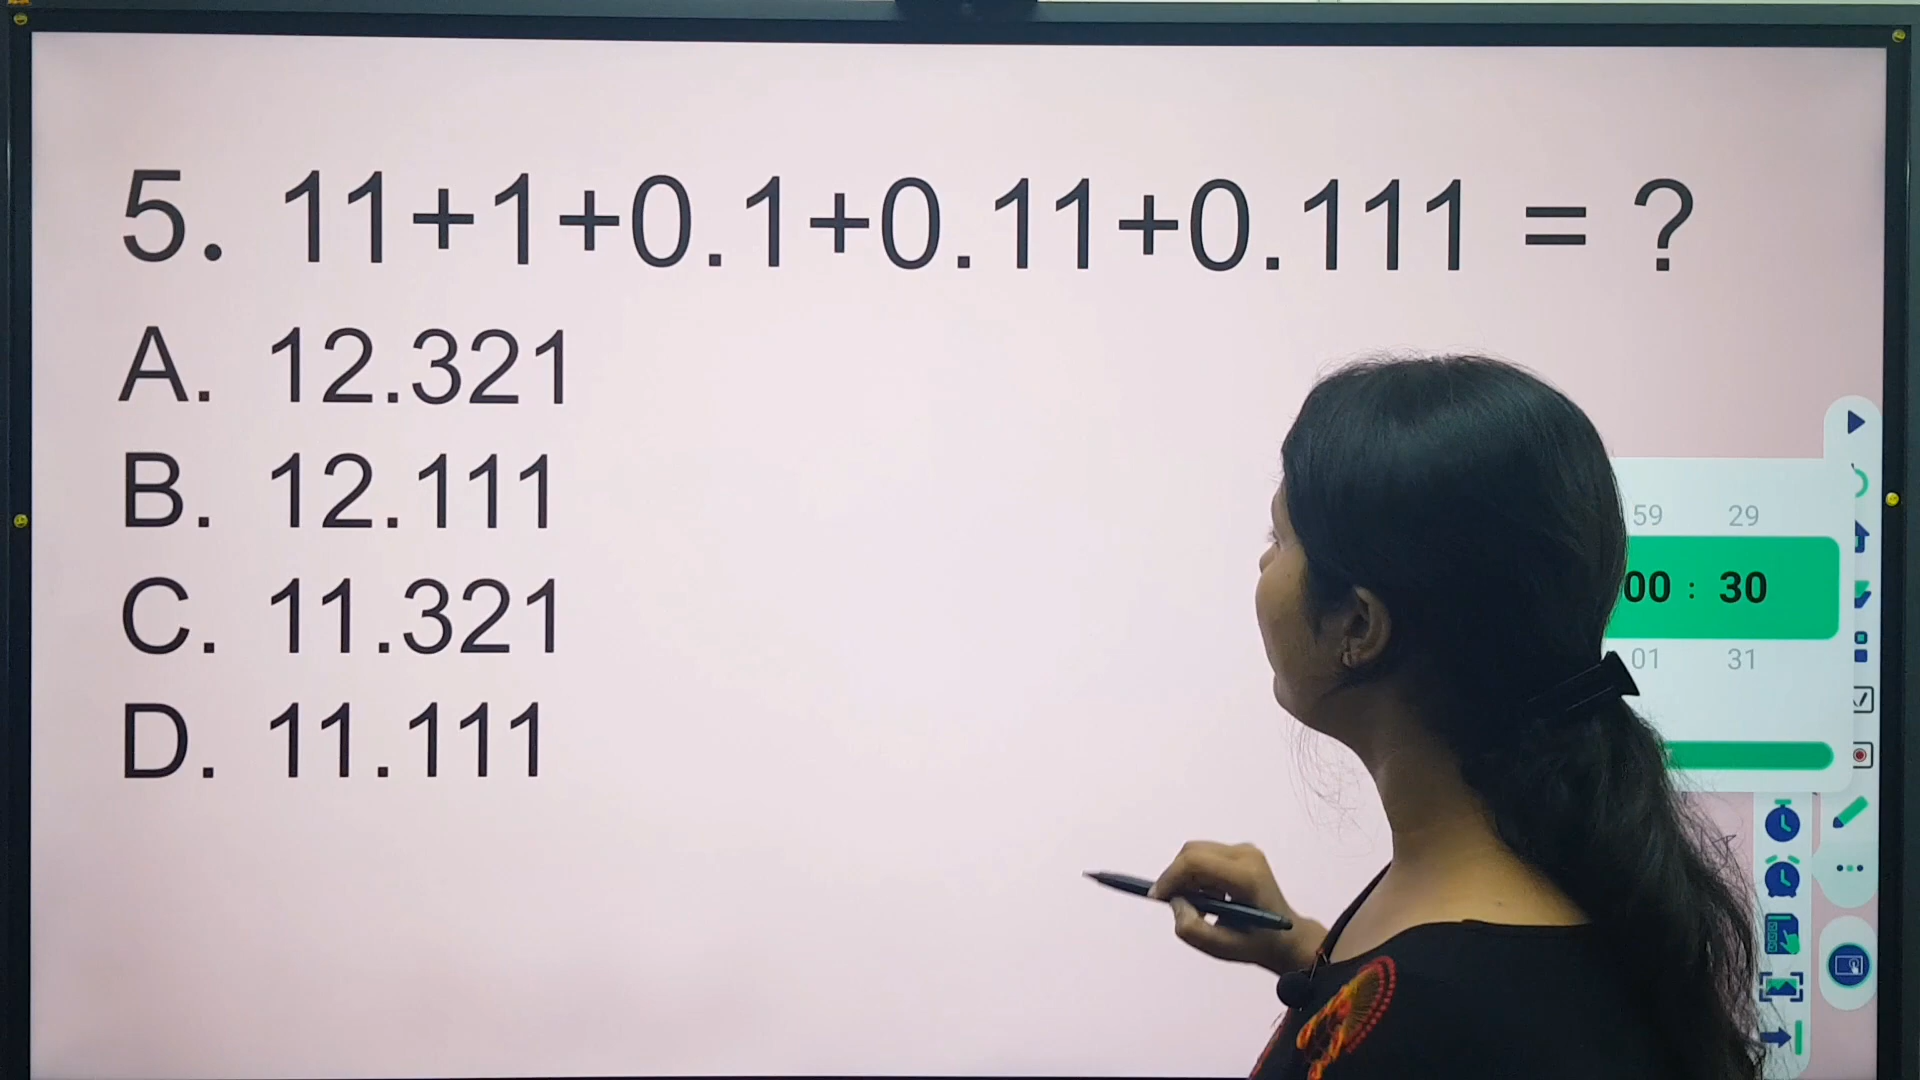 5. 11+1+0.1+0.11+0.111 = ?
A. 12.321
B. 12.111
C. 11.321
D. 11.111
59 29
00 : 30
01 31